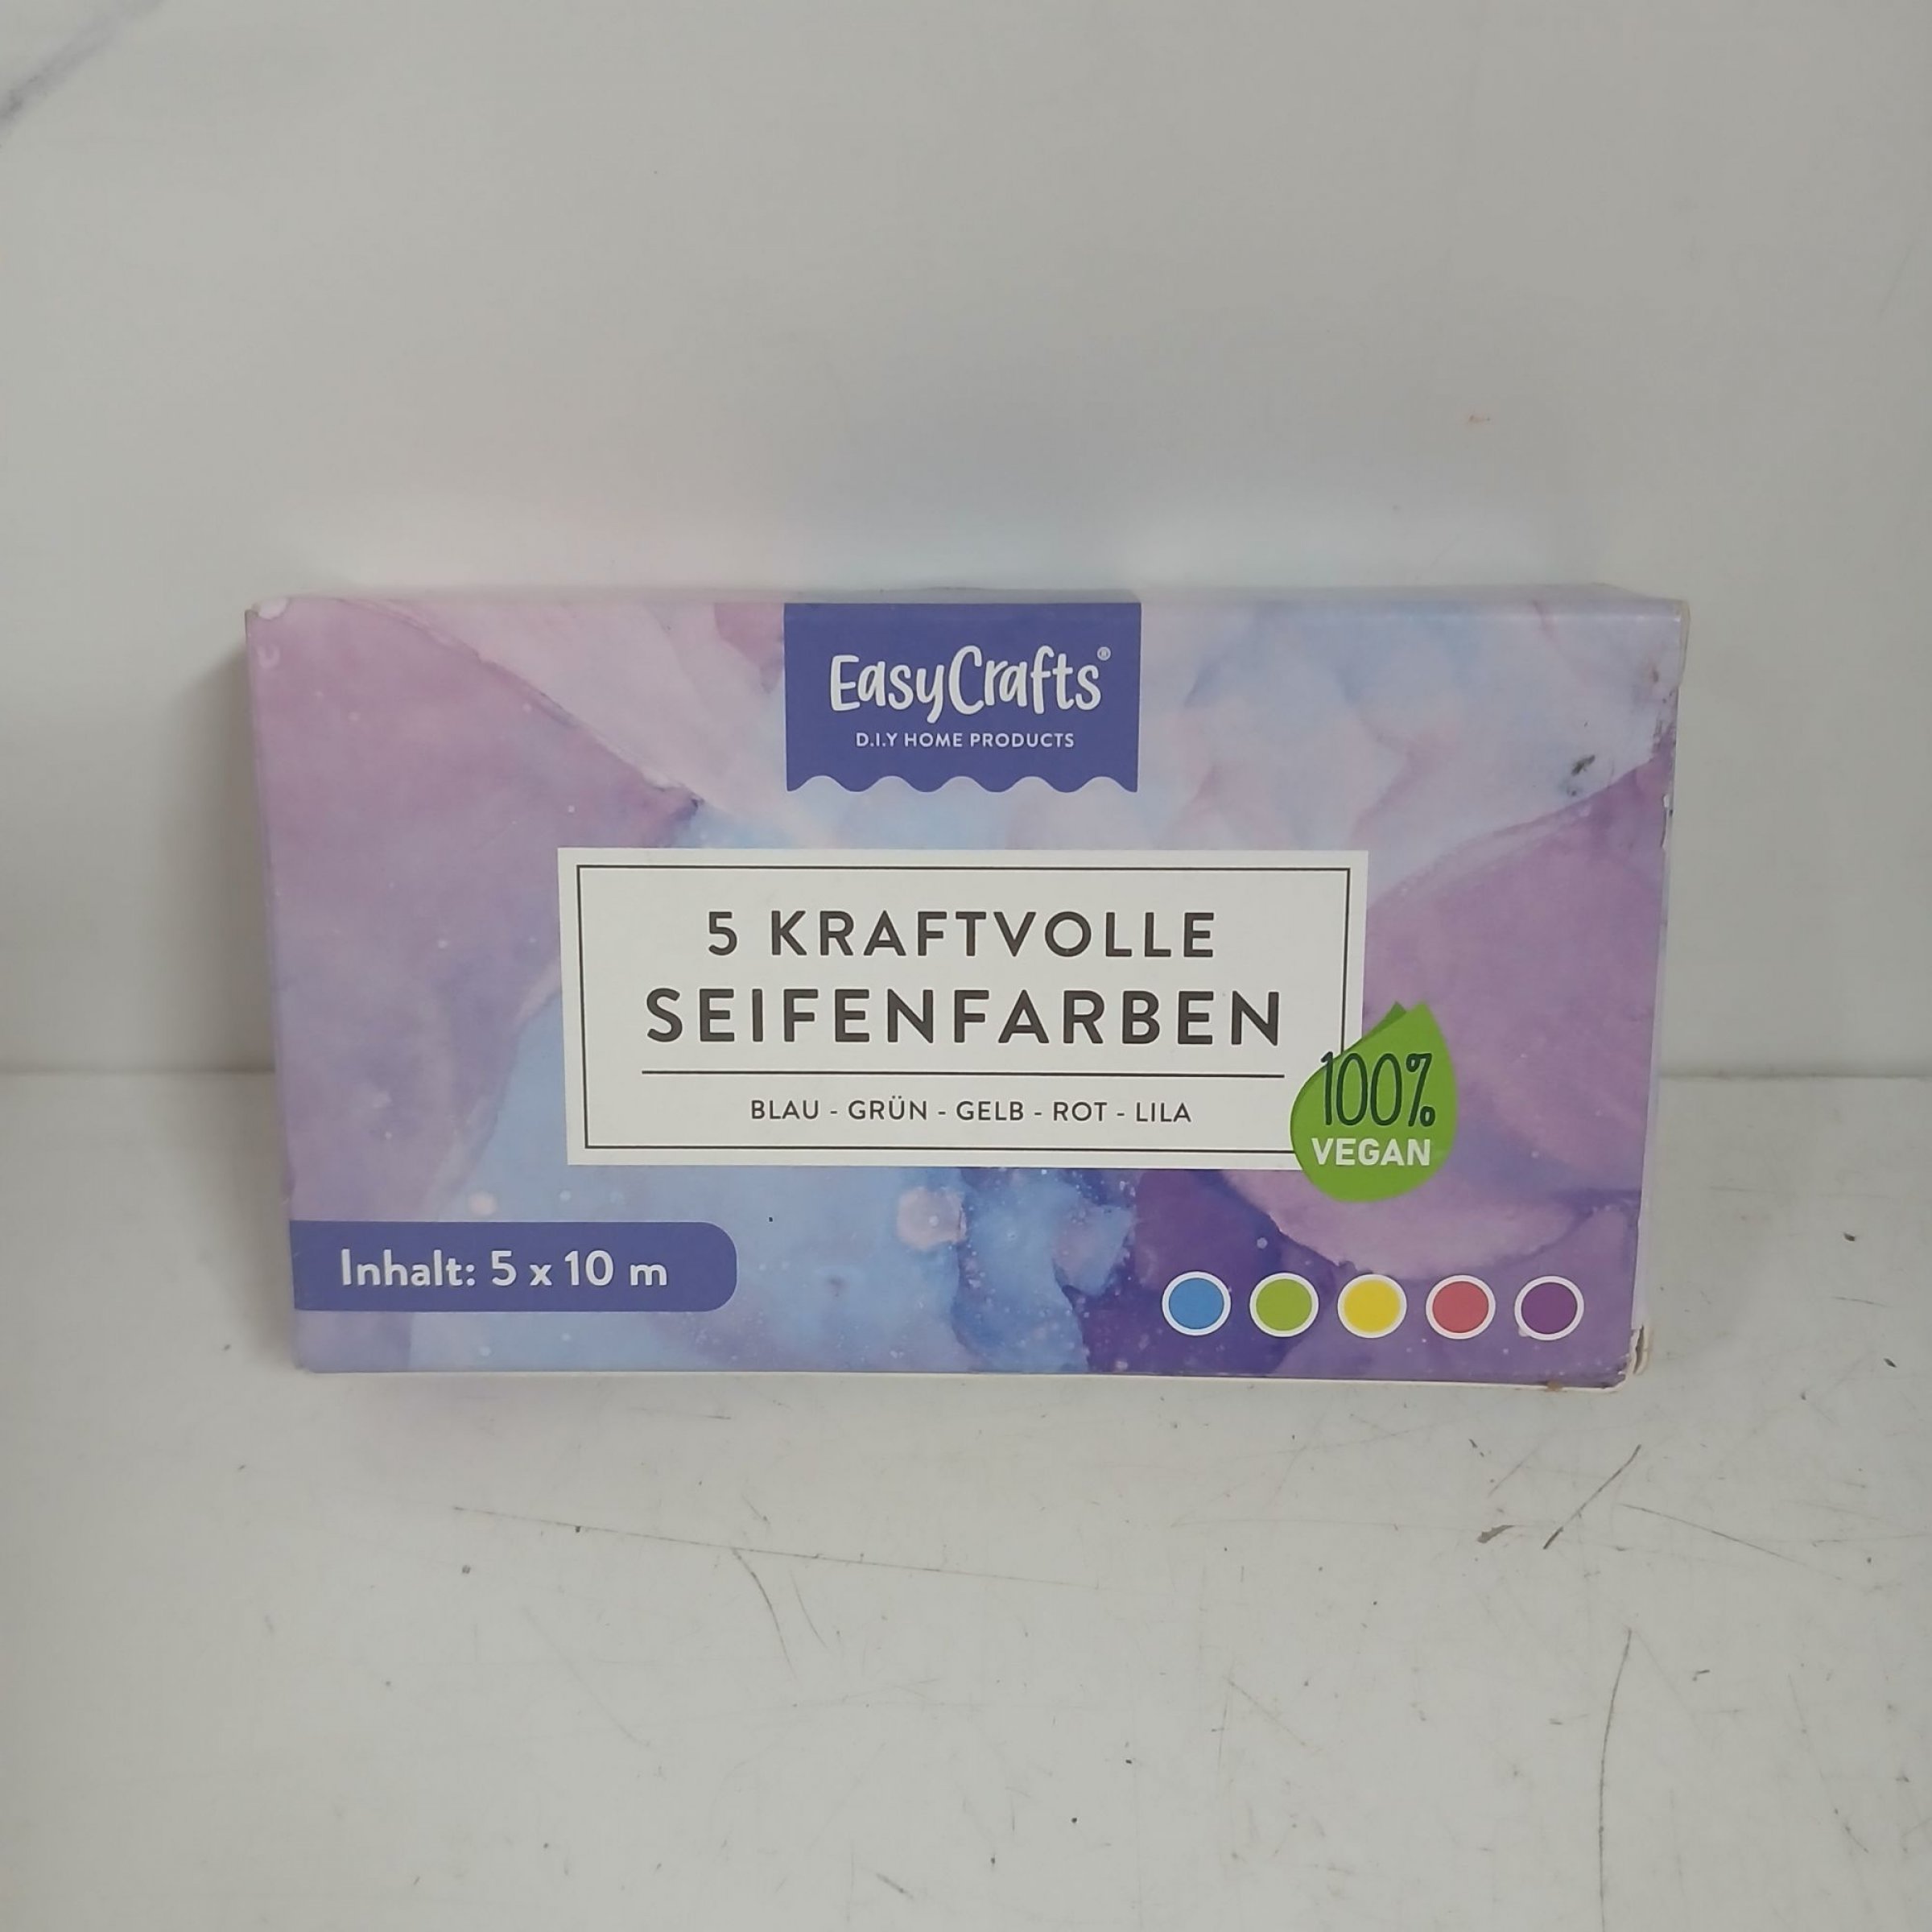 EasyCrafts®
D.I.Y HOME PRODUCTS
5 KRAFTVOLLE
SEIFENFARBEN
BLAU - GRÜN - GELB - ROT - LILA
100%
VEGAN
Inhalt: 5 x 10 m